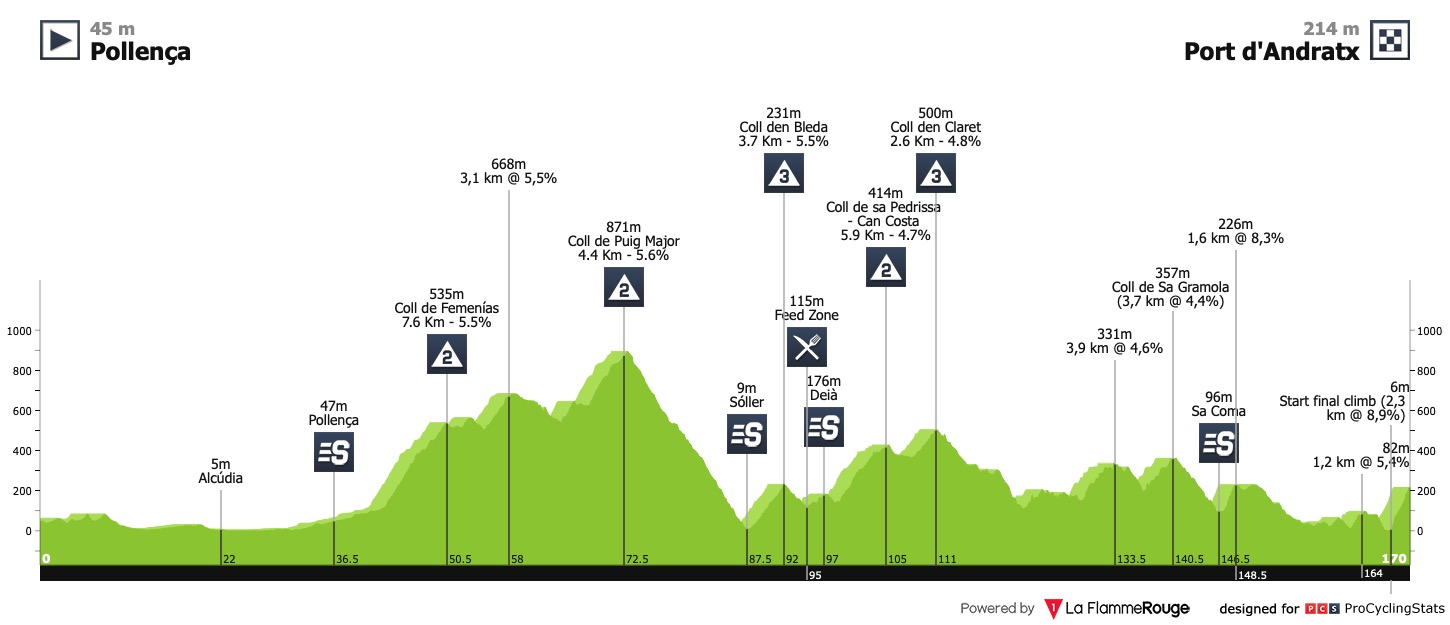 45 m
Pollença
214 m
Port d'Andratx
5m
Alcúdia
47m
Pollença
S
535m
Coll de Femenías
7.6 Km - 5.5%
2
668m
3,1 km @ 5,5%
871m
Coll de Puig Major
4.4 Km - 5.6%
2
9m
Sóller
S
231m
Coll den Bleda
3.7 Km - 5.5%
3
115m
Feed Zone
176m
Deià
S
414m
Coll de sa Pedrissa
- Can Costa
5.9 Km - 4.7%
2
500m
Coll den Claret
2.6 Km - 4.8%
3
331m
3,9 km @ 4,6%
357m
Coll de Sa Gramola
(3,7 km @ 4,4%)
96m
Sa Coma
S
226m
1,6 km @ 8,3%
82m
1,2 km @ 5,4%
6m
Start final climb (2,3
km @ 8,9%)
1000
800
600
400
200
0
1000
800
600
400
200
0
0 22 36.5 50.5 58 72.5 87.5 92 97 105 111 133.5 140.5 146.5 170
95 148.5 164
Powered by 1 La FlammeRouge designed for PCS ProCyclingStats